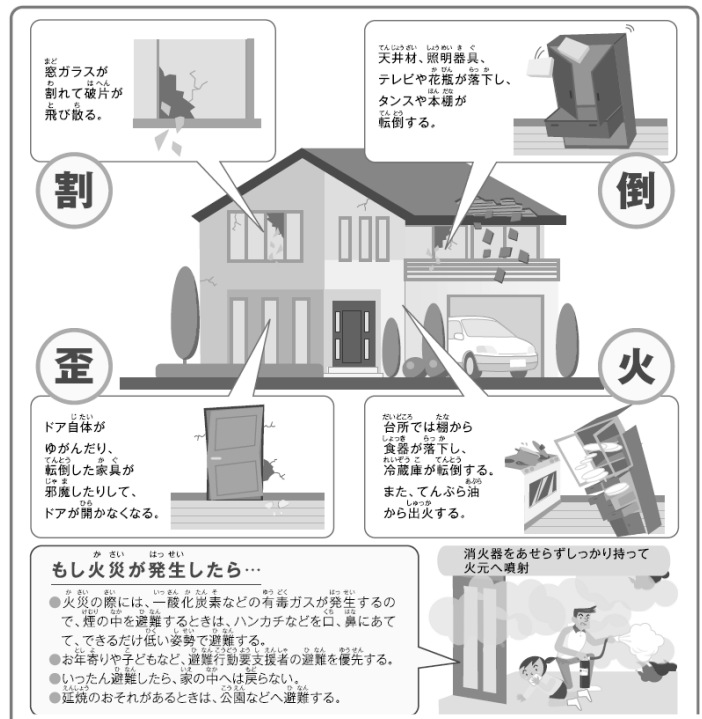 窓ガラスが
割れて破片が
飛び散る。
天井材、照明器具、
テレビや花瓶が落下し、
タンスや本棚が
転倒する。
割
倒
歪
火
ドア自体が
ゆがんだり、
転倒した家具が
邪魔したりして、
ドアが開かなくなる。
台所では棚から
食器が落下し、
冷蔵庫が転倒する。
また、てんぷら油
から出火する。
もし火災が発生したら…
●火災の際には、一酸化炭素などの有毒ガスが発生するの
で、煙の中を避難するときは、ハンカチなどを口、鼻にあて
て、できるだけ低い姿勢で避難する。
●お年寄りや子どもなど、避難行動要支援者の避難を優先する。
●いったん避難したら、家の中へは戻らない。
●延焼のおそれがあるときは、公園などへ避難する。
消火器をあせらずしっかり持って
火元へ噴射